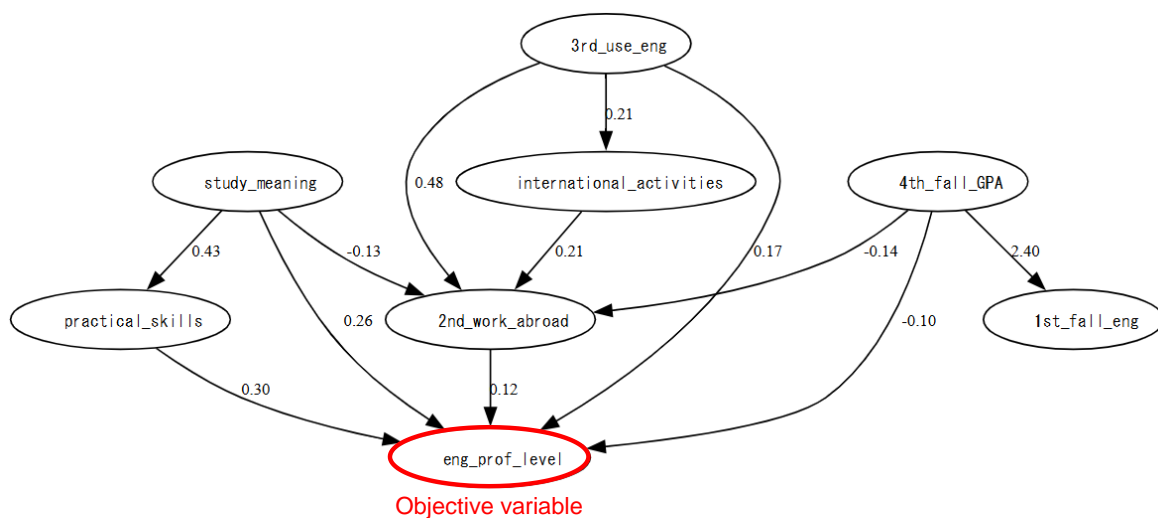 3rd_use_eng
0.21
study_meaning
international_activities
4th_fall_GPA
0.48
0.43
-0.13
0.21
0.17
-0.14
2.40
practical_skills
2nd_work_abroad
1st_fall_eng
0.26
-0.10
0.30
0.12
eng_prof_level
Objective variable